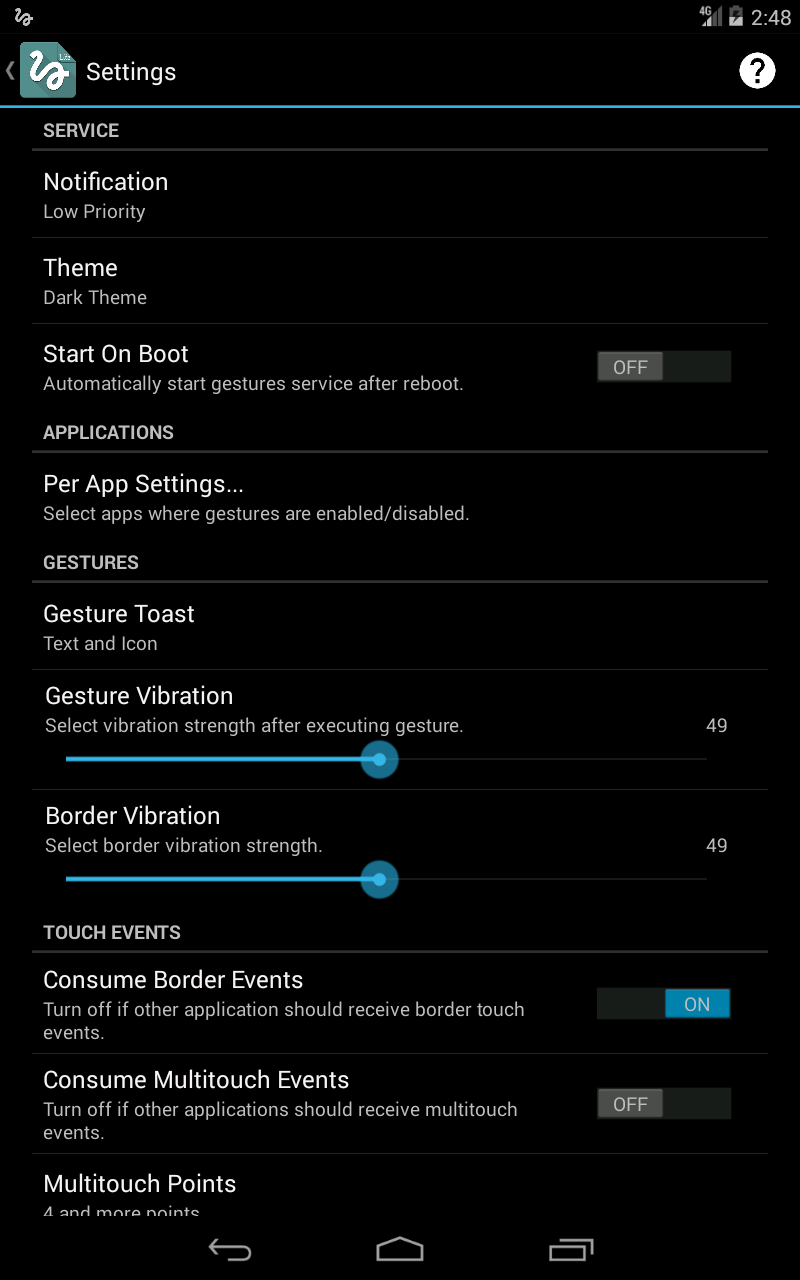 4G 2:48
Lite
Settings ?
SERVICE
Notification
Low Priority
Theme
Dark Theme
Start On Boot
Automatically start gestures service after reboot.
OFF
APPLICATIONS
Per App Settings...
Select apps where gestures are enabled/disabled.
GESTURES
Gesture Toast
Text and Icon
Gesture Vibration
Select vibration strength after executing gesture. 49
Border Vibration
Select border vibration strength. 49
TOUCH EVENTS
Consume Border Events
Turn off if other application should receive border touch
events.
ON
Consume Multitouch Events
Turn off if other applications should receive multitouch
events.
OFF
Multitouch Points
4 and more points